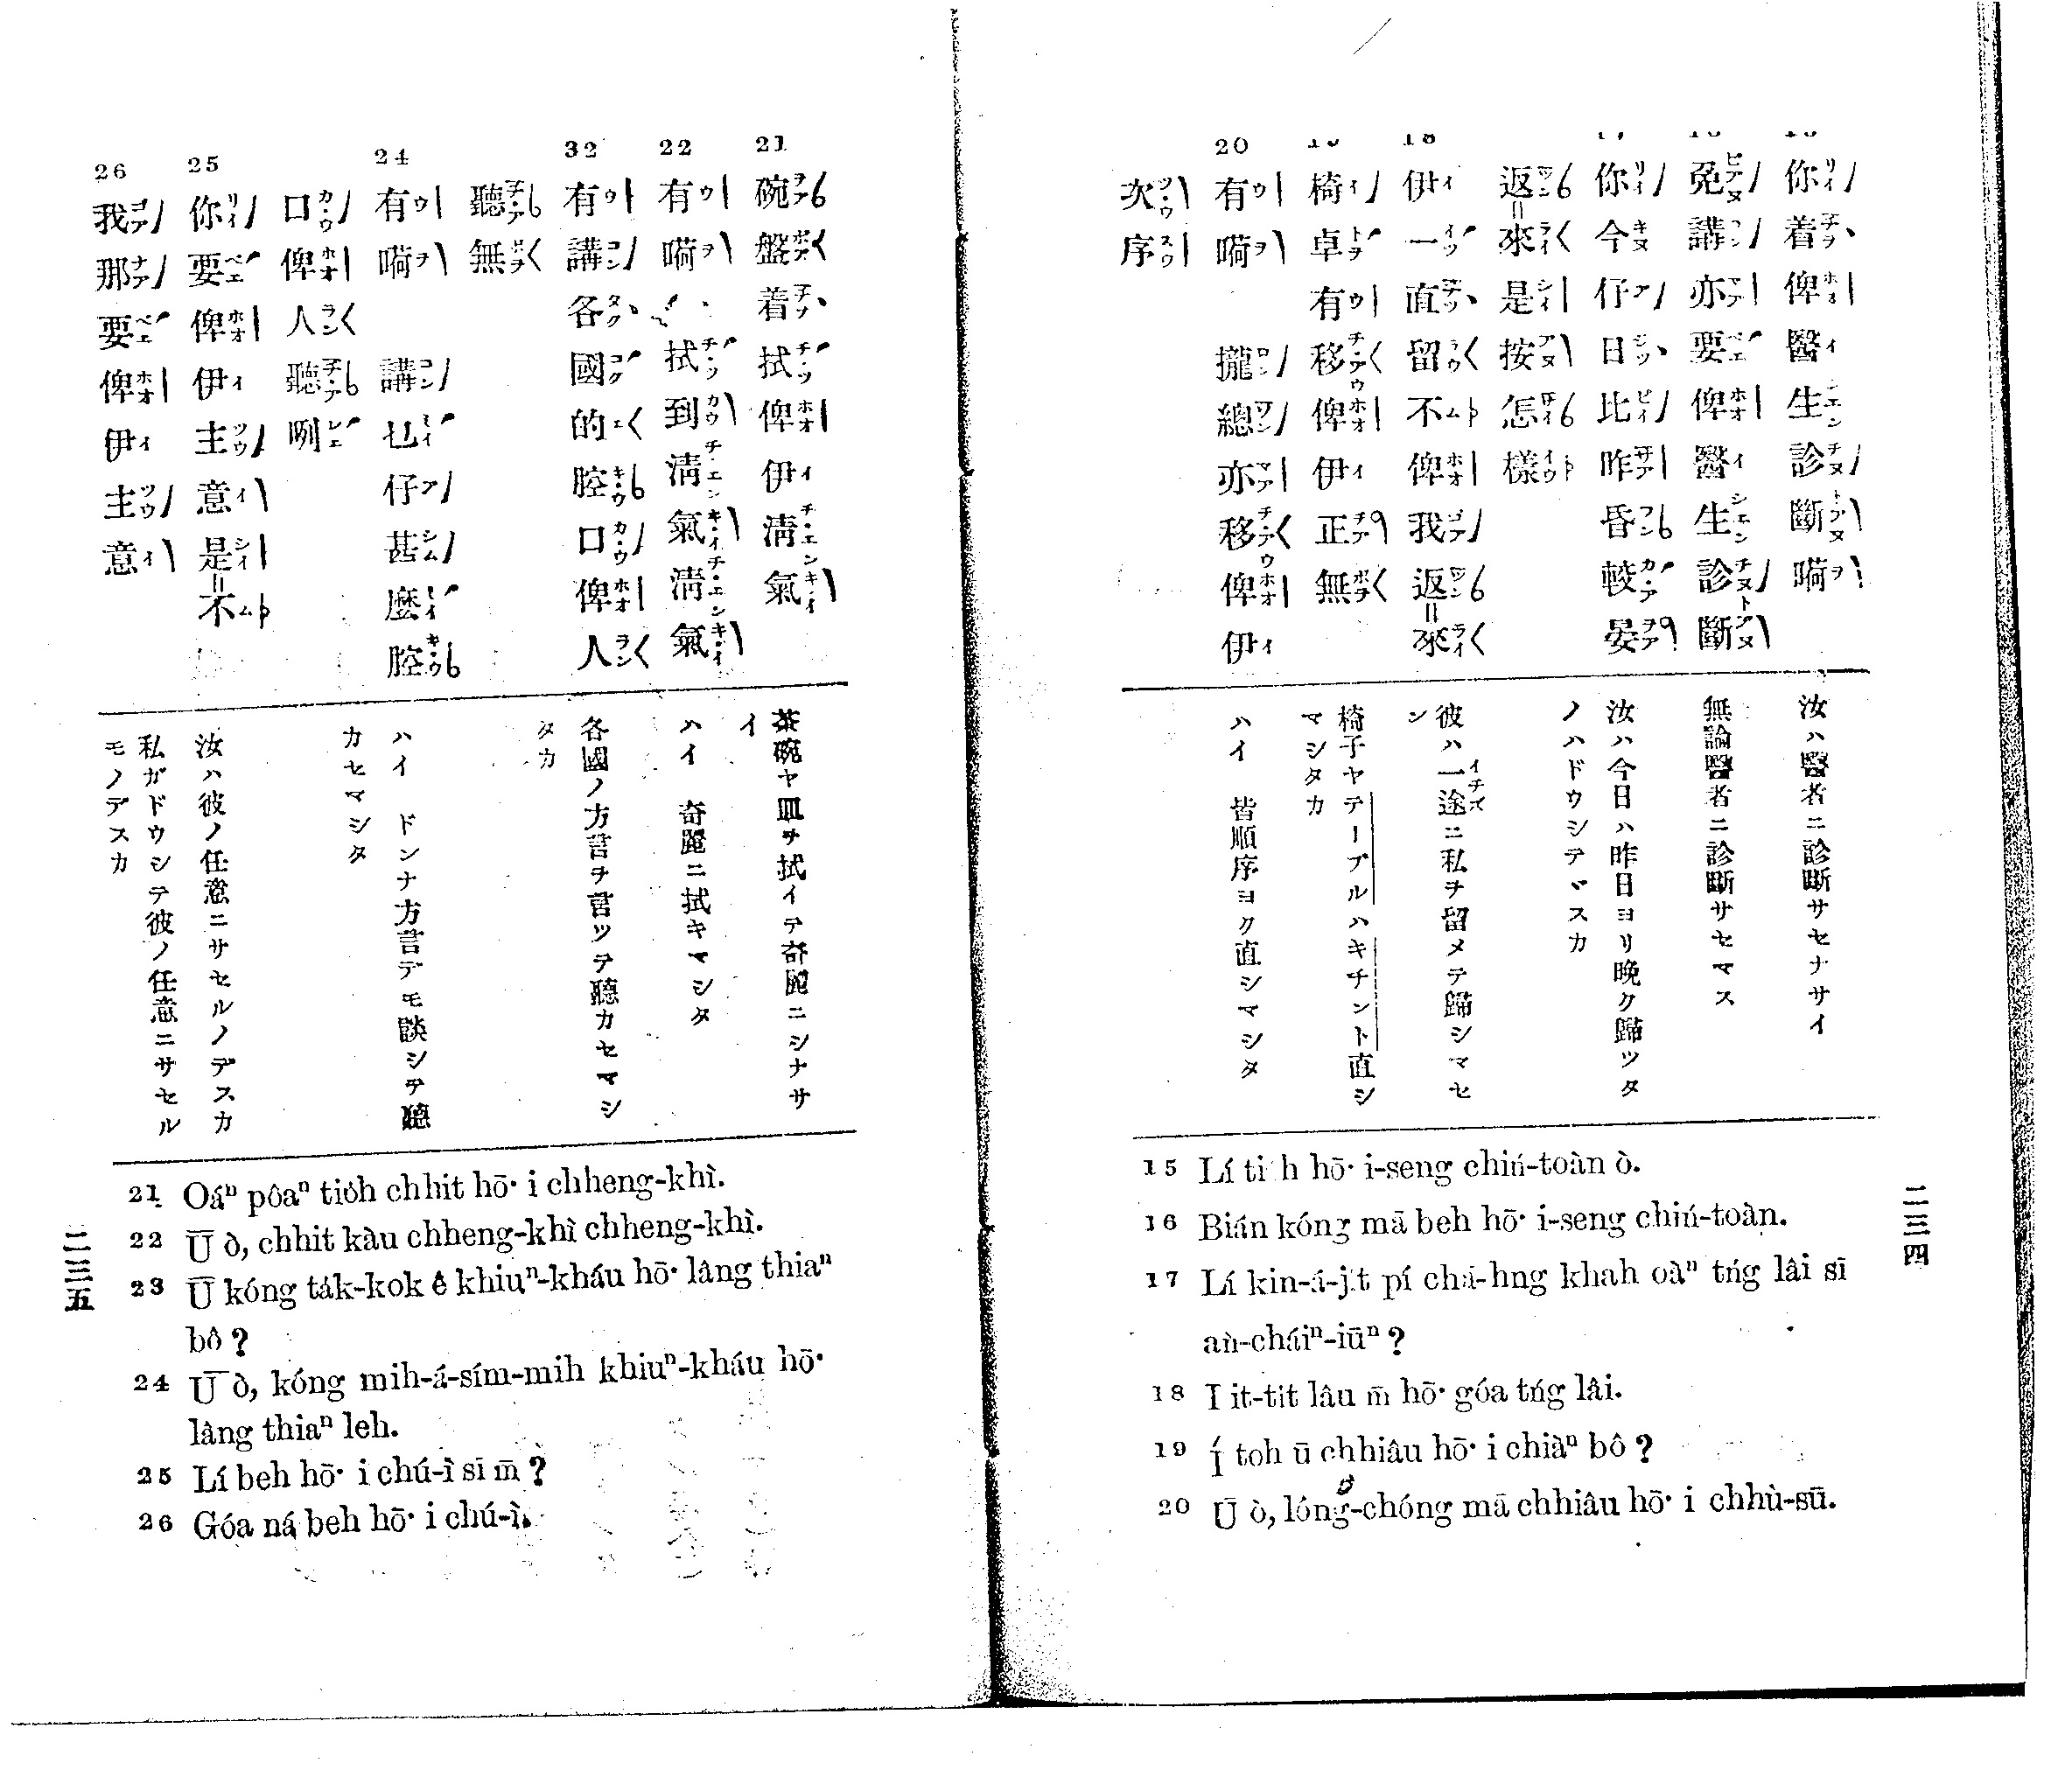 二三四
你着俾醫生診斷嗬
免講亦要俾醫生診斷
你今仔日比昨昏較晏
返來是按怎樣
伊一直留不俾我返來
椅卓有移俾伊正無
20 有嗬 攏總亦移俾伊
次序
汝ハ醫者ニ診斷サセナサイ
無論醫者ニ診斷サセマス
汝ハ今日ハ昨日ヨリ晩ク歸ツタ
ノハドウシテヾスカ
彼ハ一途ニ私ヲ留メテ歸シマセ
ン
椅子ヤテーブルハキチント直シ
マシタカ
ハイ 皆順序ヨク直シマシタ
15 Lí ti h hō͘ i-seng chín-toàn ò.
16 Bián kóng mā beh hō͘ i-seng chín-toàn.
17 Lí kin-á-jit pí chá-hng khah oàⁿ tńg lâi sī
àn-cháiⁿ-iūⁿ?
18 I it-tit lâu m̄ hō͘ góa tńg lâi.
19 Í toh ū chhiâu hō͘ i chiàⁿ bô?
20 Ū ò, lóng-chóng mā chhiâu hō͘ i chhù-sū.
21 碗盤着拭俾伊淸氣
22 有嗬 拭到淸氣淸氣
32 有講各國的腔口俾人
聽無
24 有嗬 講乜仔甚麽腔
口俾人聽咧
25 你要俾伊主意是不
26 我那要俾伊主意
茶碗ヤ皿ヲ拭イテ奇麗ニシナサ
イ
ハイ 奇麗ニ拭キマシタ
各國ノ方言ヲ言ツテ聽カセマシ
タカ
ハイ ドンナ方言デモ談シテ聽
カセマシタ
汝ハ彼ノ任意ニサセルノデスカ
私ガドウシテ彼ノ任意ニサセル
モノデスカ
21 Oáⁿ pôaⁿ tio̍h chhit hō͘ i chheng-khì.
22 Ū ò, chhit kàu chheng-khì chheng-khì.
23 Ū kóng ta̍k-kok ê khiuⁿ-kháu hō͘ lâng thiaⁿ
bô?
24 Ū ò, kóng mih-á-sím-mih khiuⁿ-kháu hō͘
lâng thiaⁿ leh.
25 Lí beh hō͘ i chú-ì sī m̄?
26 Góa ná beh hō͘ i chú-ì.
二三五